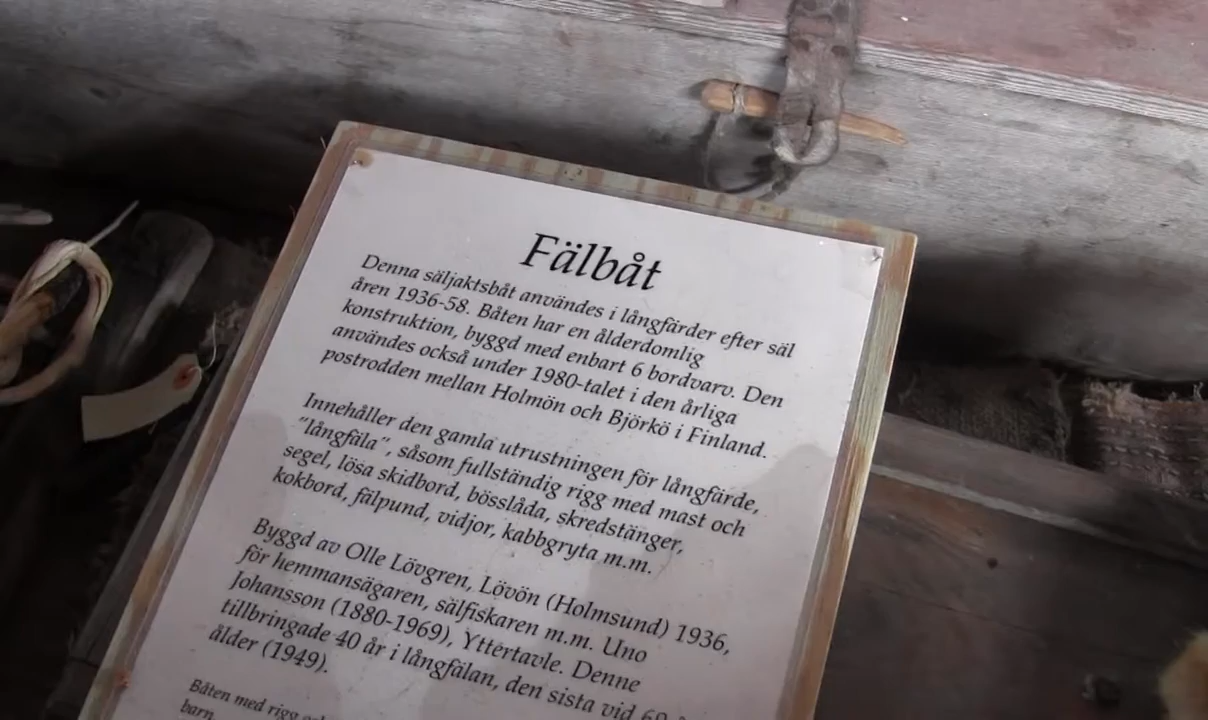 Fälbåt
Denna säljaktsbåt användes i långfärder efter säl
åren 1936-58. Båten har en ålderdomlig
konstruktion, byggd med enbart 6 bordvarv. Den
användes också under 1980-talet i den årliga
postrodden mellan Holmön och Björkö i Finland.
Innehåller den gamla utrustningen för långfärde,
"långfäla", såsom fullständig rigg med mast och
segel, lösa skidbord, bösslåda, skredstänger,
kokbord, fälpund, vidjor, kabbgryta m.m.
Byggd av Olle Lövgren, Lövön (Holmsund) 1936,
för hemmansägaren, sälfiskaren m.m. Uno
Johansson (1880-1969), Yttertavle. Denne
tillbringade 40 år i långfälan, den sista vid 69
ålder (1949).
Båten med rigg
barn